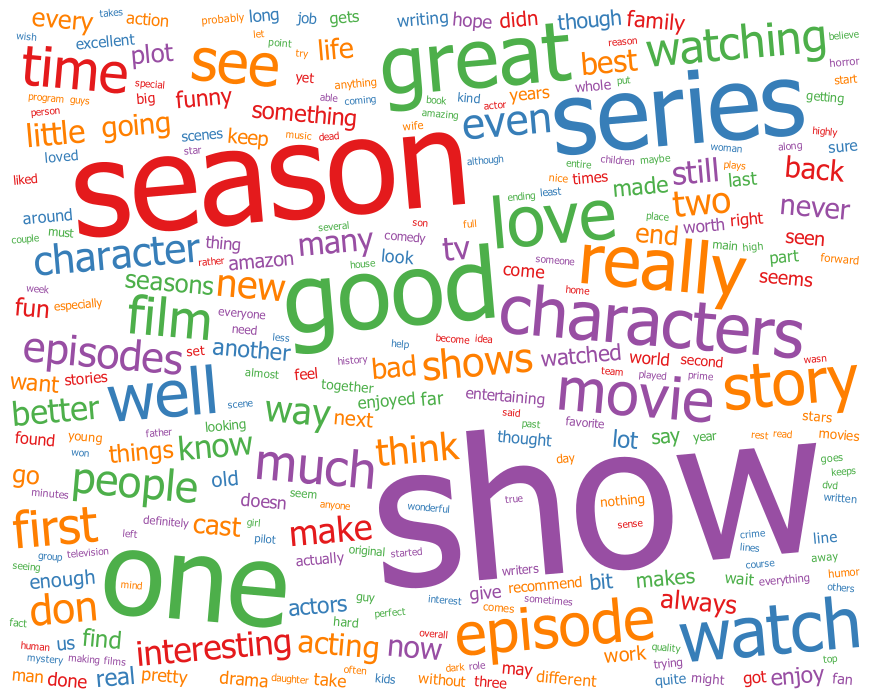 every
takes
action
probably
long
job
gets
writing
hope
didn
though
family
wish
excellent
plot
let
point
life
great
watching
believe
time
see
try
reason
best
horror
special
yet
anything
whole
put
start
program
guys
big
funny
able
coming
book
kind
actor
years
series
getting
person
little
going
something
amazing
even
highly
scenes
keep
music
dead
wife
loved
star
season
although
entire
children
maybe
woman
along
sure
plays
liked
nice
times
still
back
ending
least
made
last
around
must
two
never
couple
character
thing
several
son
full
love
place
worth
right
many
comedy
tv
end
seen
rather
amazon
look
really
main
high
part
forward
week
seasons
new
house
good
come
someone
seems
home
fun
especially
film
everyone
need
characters
less
help
become
idea
wasn
episodes
set
another
history
shows
watched
world
second
team
played
prime
want
stories
almost
feel
bad
movie
story
together
well
better
looking
way
enjoyed
far
entertaining
said
favorite
stars
found
young
father
scene
next
past
thought
lot
say
year
rest
read
movies
won
things
know
think
day
goes
keeps
go
people
old
much
show
dvd
written
minutes
doesn
seem
anyone
wonderful
true
nothing
first
definitely
girl
cast
make
sense
left
pilot
original
started
crime
line
group
television
actually
lines
seeing
one
writers
course
away
enough
mind
give
recommend
bit
makes
wait
everything
humor
others
don
actors
guy
perfect
interest
comes
sometimes
always
fact
us
find
hard
episode
watch
human
interesting
acting
overall
now
work
quality
top
mystery
making
films
dark
role
may
trying
man
done
real
pretty
drama
daughter
take
often
kids
without
three
different
quite
might
got
enjoy
fan